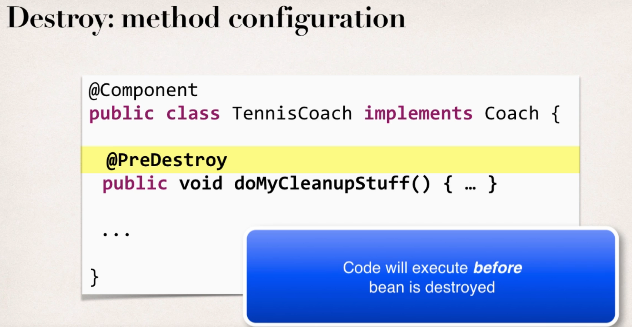 Destroy: method configuration
@Component
public class TennisCoach implements Coach {
@PreDestroy
public void doMyCleanupStuff() { … }
...
}
Code will execute before
bean is destroyed